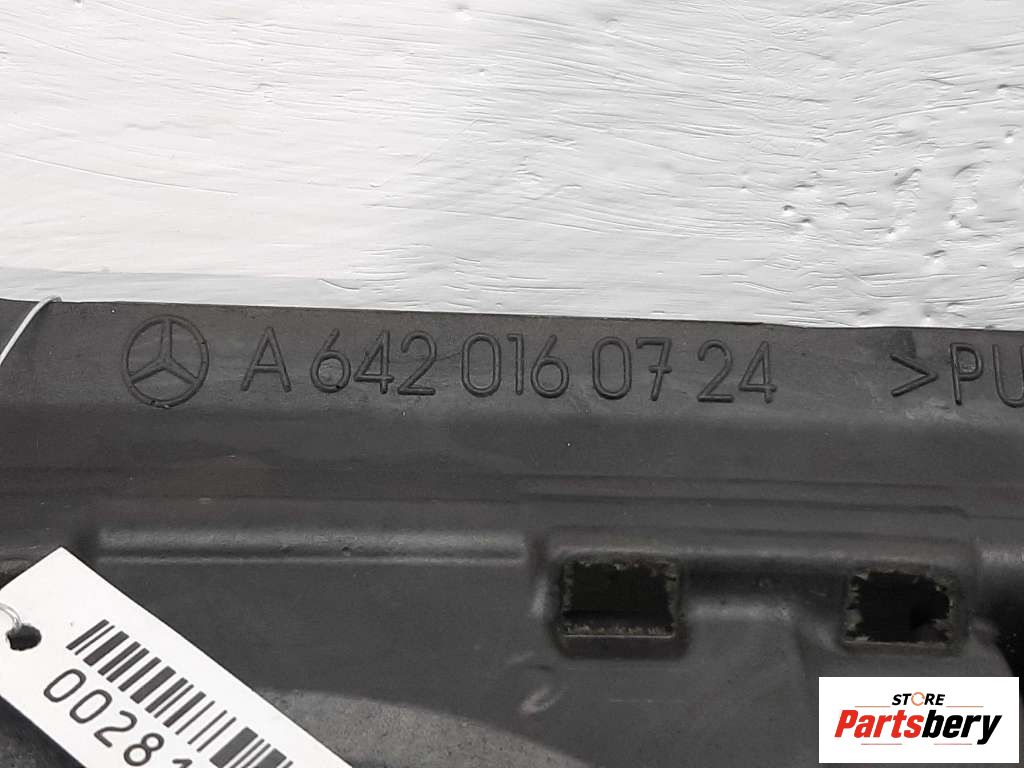 A 642 016 07 24 >PU
0028
STORE
Partsbery